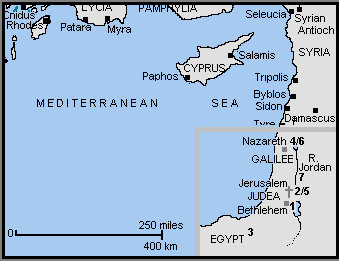 LYCIA
PAMPHYLIA
Cnidus
Rhodes
Patara
Myra
Seleucia
Syrian
Antioch
SYRIA
Salamis
CYPRUS
Paphos
Tripolis
Byblos
Sidon
Damascus
Tyre
MEDITERRANEAN SEA
Nazareth 4/6
GALILEE
R.
Jordan
7
Jerusalem
2/5
JUDEA
1
Bethlehem
EGYPT 3
250 miles
0
400 km